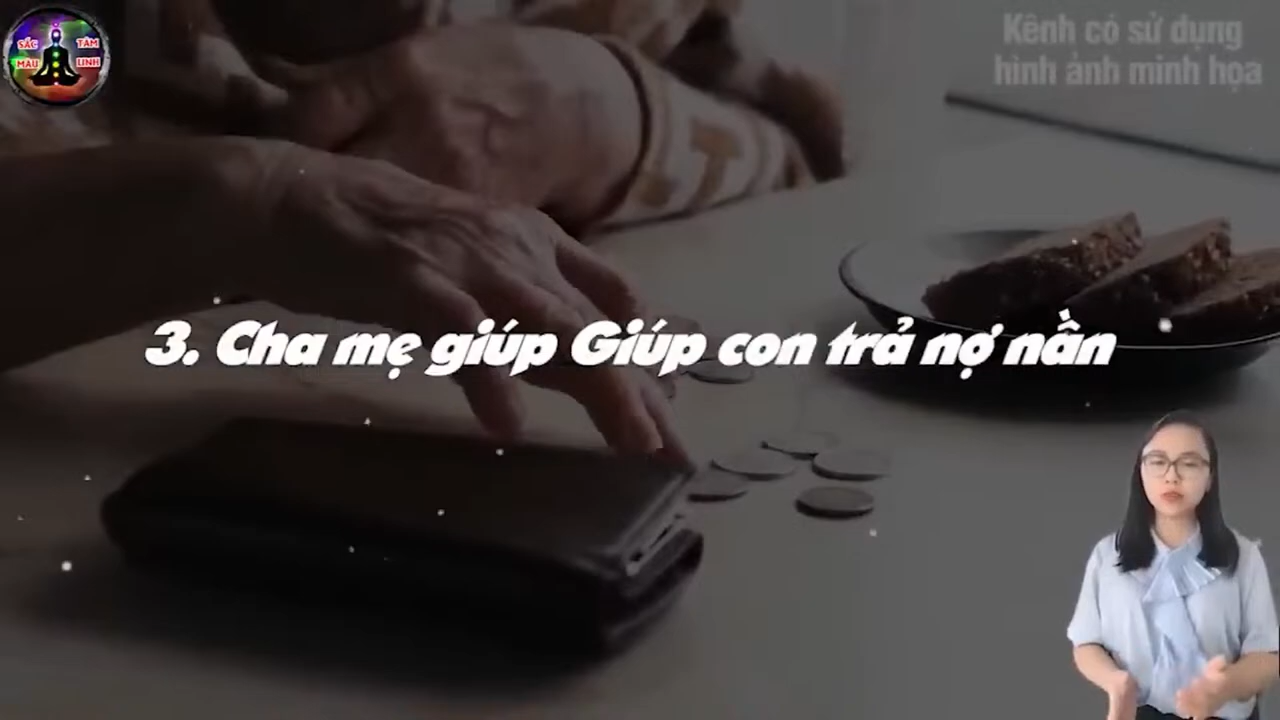 SẮC TÂM
MÀU LINH
Kênh có sử dụng
hình ảnh minh họa
3. Cha mẹ giúp Giúp con trả nợ nần